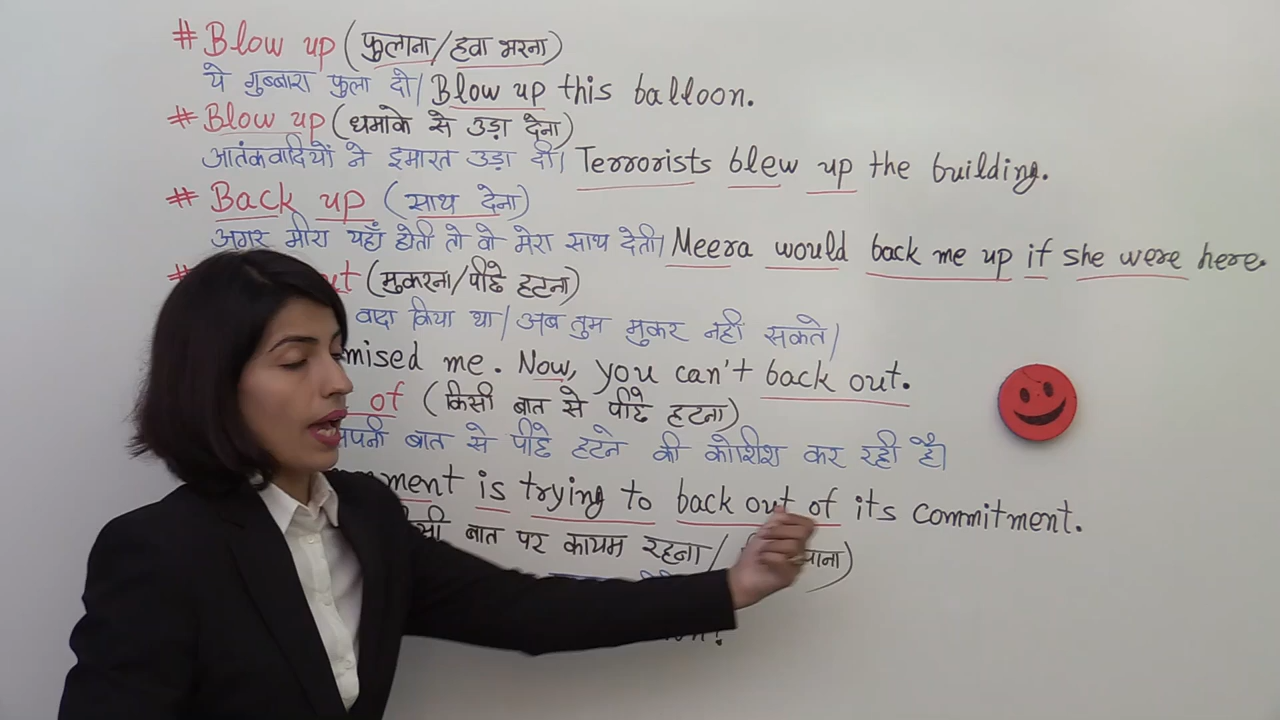 # Blow up (फुलाना/हवा भरना)
ये गुब्बारा फुला दो। Blow up this balloon.
# Blow up (धमाके से उड़ा देना)
आतंकवादियों ने इमारत उड़ा दी। Terrorists blew up the building.
# Back up (साथ देना)
अगर मीरा यहाँ होती तो वो मेरा साथ देती। Meera would back me up if she were here.
# (मुकरना/पीछे हटना)
वादा किया था। अब तुम मुकर नहीं सकते।
me. Now, you can't back out.
of (किसी बात से पीछे हटना)
बात से पीछे हटने की कोशिश कर रही है।
is trying to back out of its commitment.
बात पर कायम रहना/